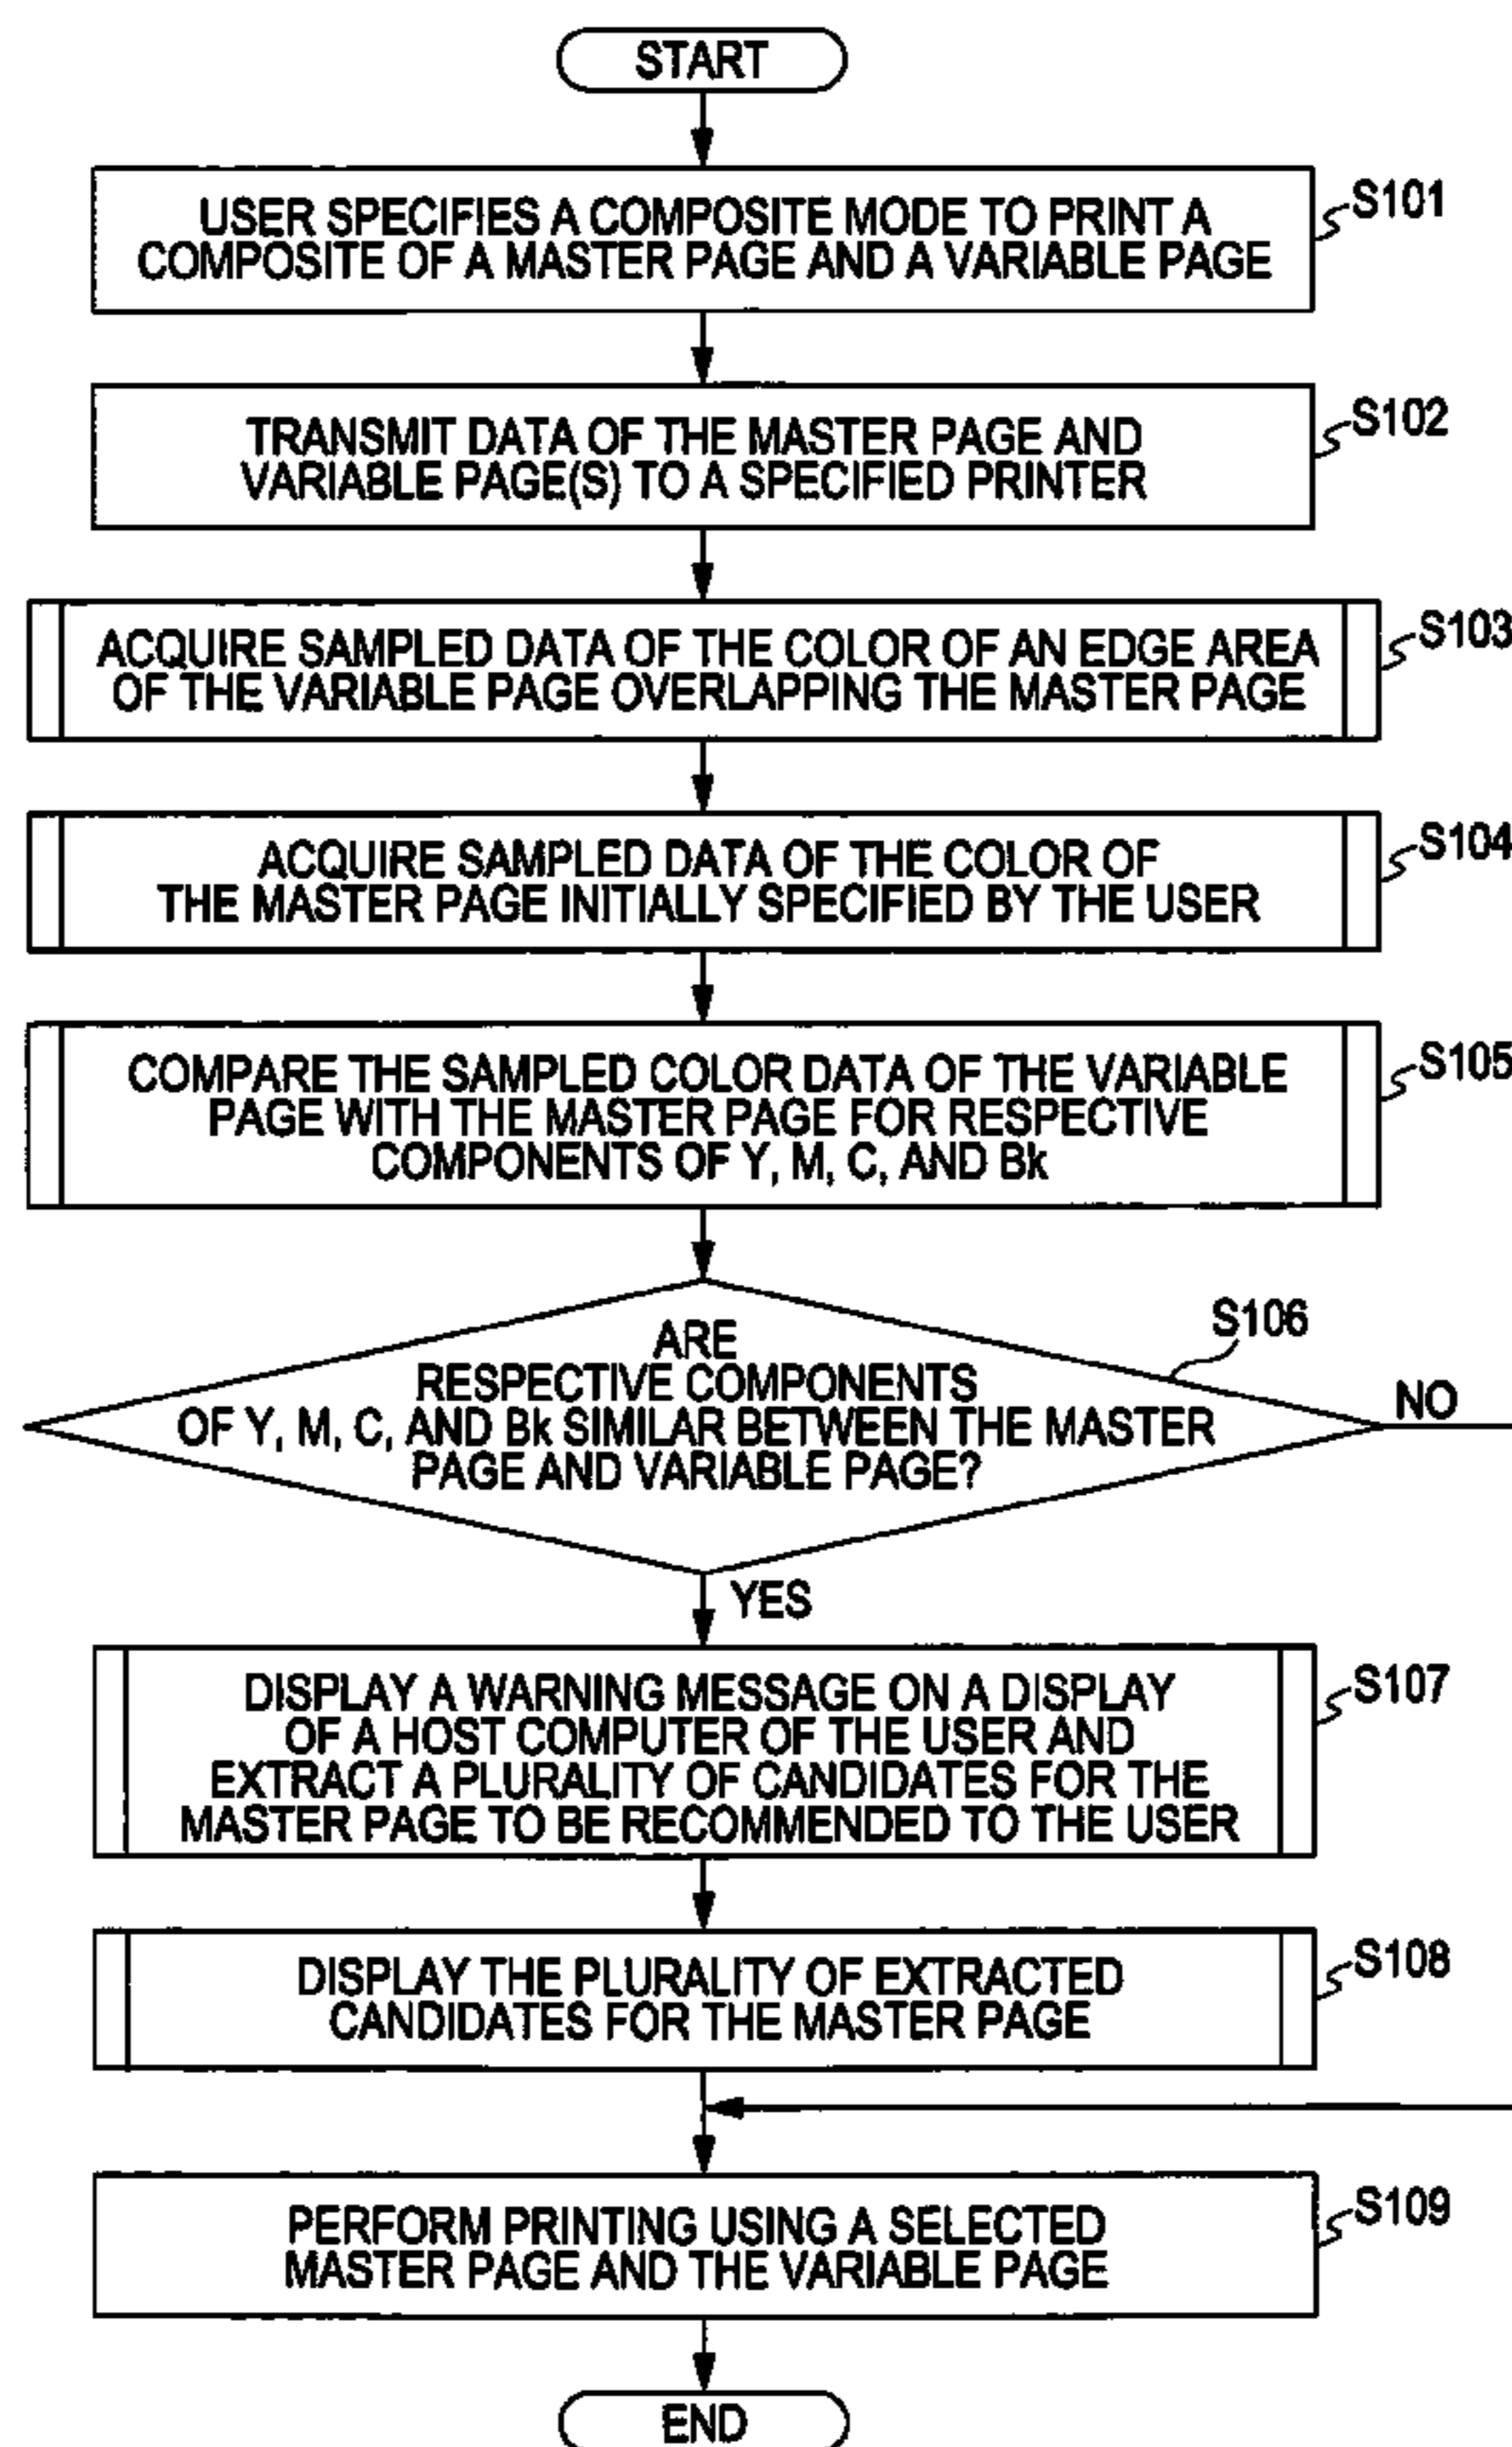 START
USER SPECIFIES A COMPOSITE MODE TO PRINT A
COMPOSITE OF A MASTER PAGE AND A VARIABLE PAGE
S101
TRANSMIT DATA OF THE MASTER PAGE AND
VARIABLE PAGE(S) TO A SPECIFIED PRINTER
S102
ACQUIRE SAMPLED DATA OF THE COLOR OF AN EDGE AREA
OF THE VARIABLE PAGE OVERLAPPING THE MASTER PAGE
S103
ACQUIRE SAMPLED DATA OF THE COLOR OF
THE MASTER PAGE INITIALLY SPECIFIED BY THE USER
S104
COMPARE THE SAMPLED COLOR DATA OF THE VARIABLE
PAGE WITH THE MASTER PAGE FOR RESPECTIVE
COMPONENTS OF Y, M, C, AND Bk
S105
ARE
RESPECTIVE COMPONENTS
OF Y, M, C, AND Bk SIMILAR BETWEEN THE MASTER
PAGE AND VARIABLE PAGE?
S106
NO
YES
DISPLAY A WARNING MESSAGE ON A DISPLAY
OF A HOST COMPUTER OF THE USER AND
EXTRACT A PLURALITY OF CANDIDATES FOR THE
MASTER PAGE TO BE RECOMMENDED TO THE USER
S107
DISPLAY THE PLURALITY OF EXTRACTED
CANDIDATES FOR THE MASTER PAGE
S108
PERFORM PRINTING USING A SELECTED
MASTER PAGE AND THE VARIABLE PAGE
S109
END